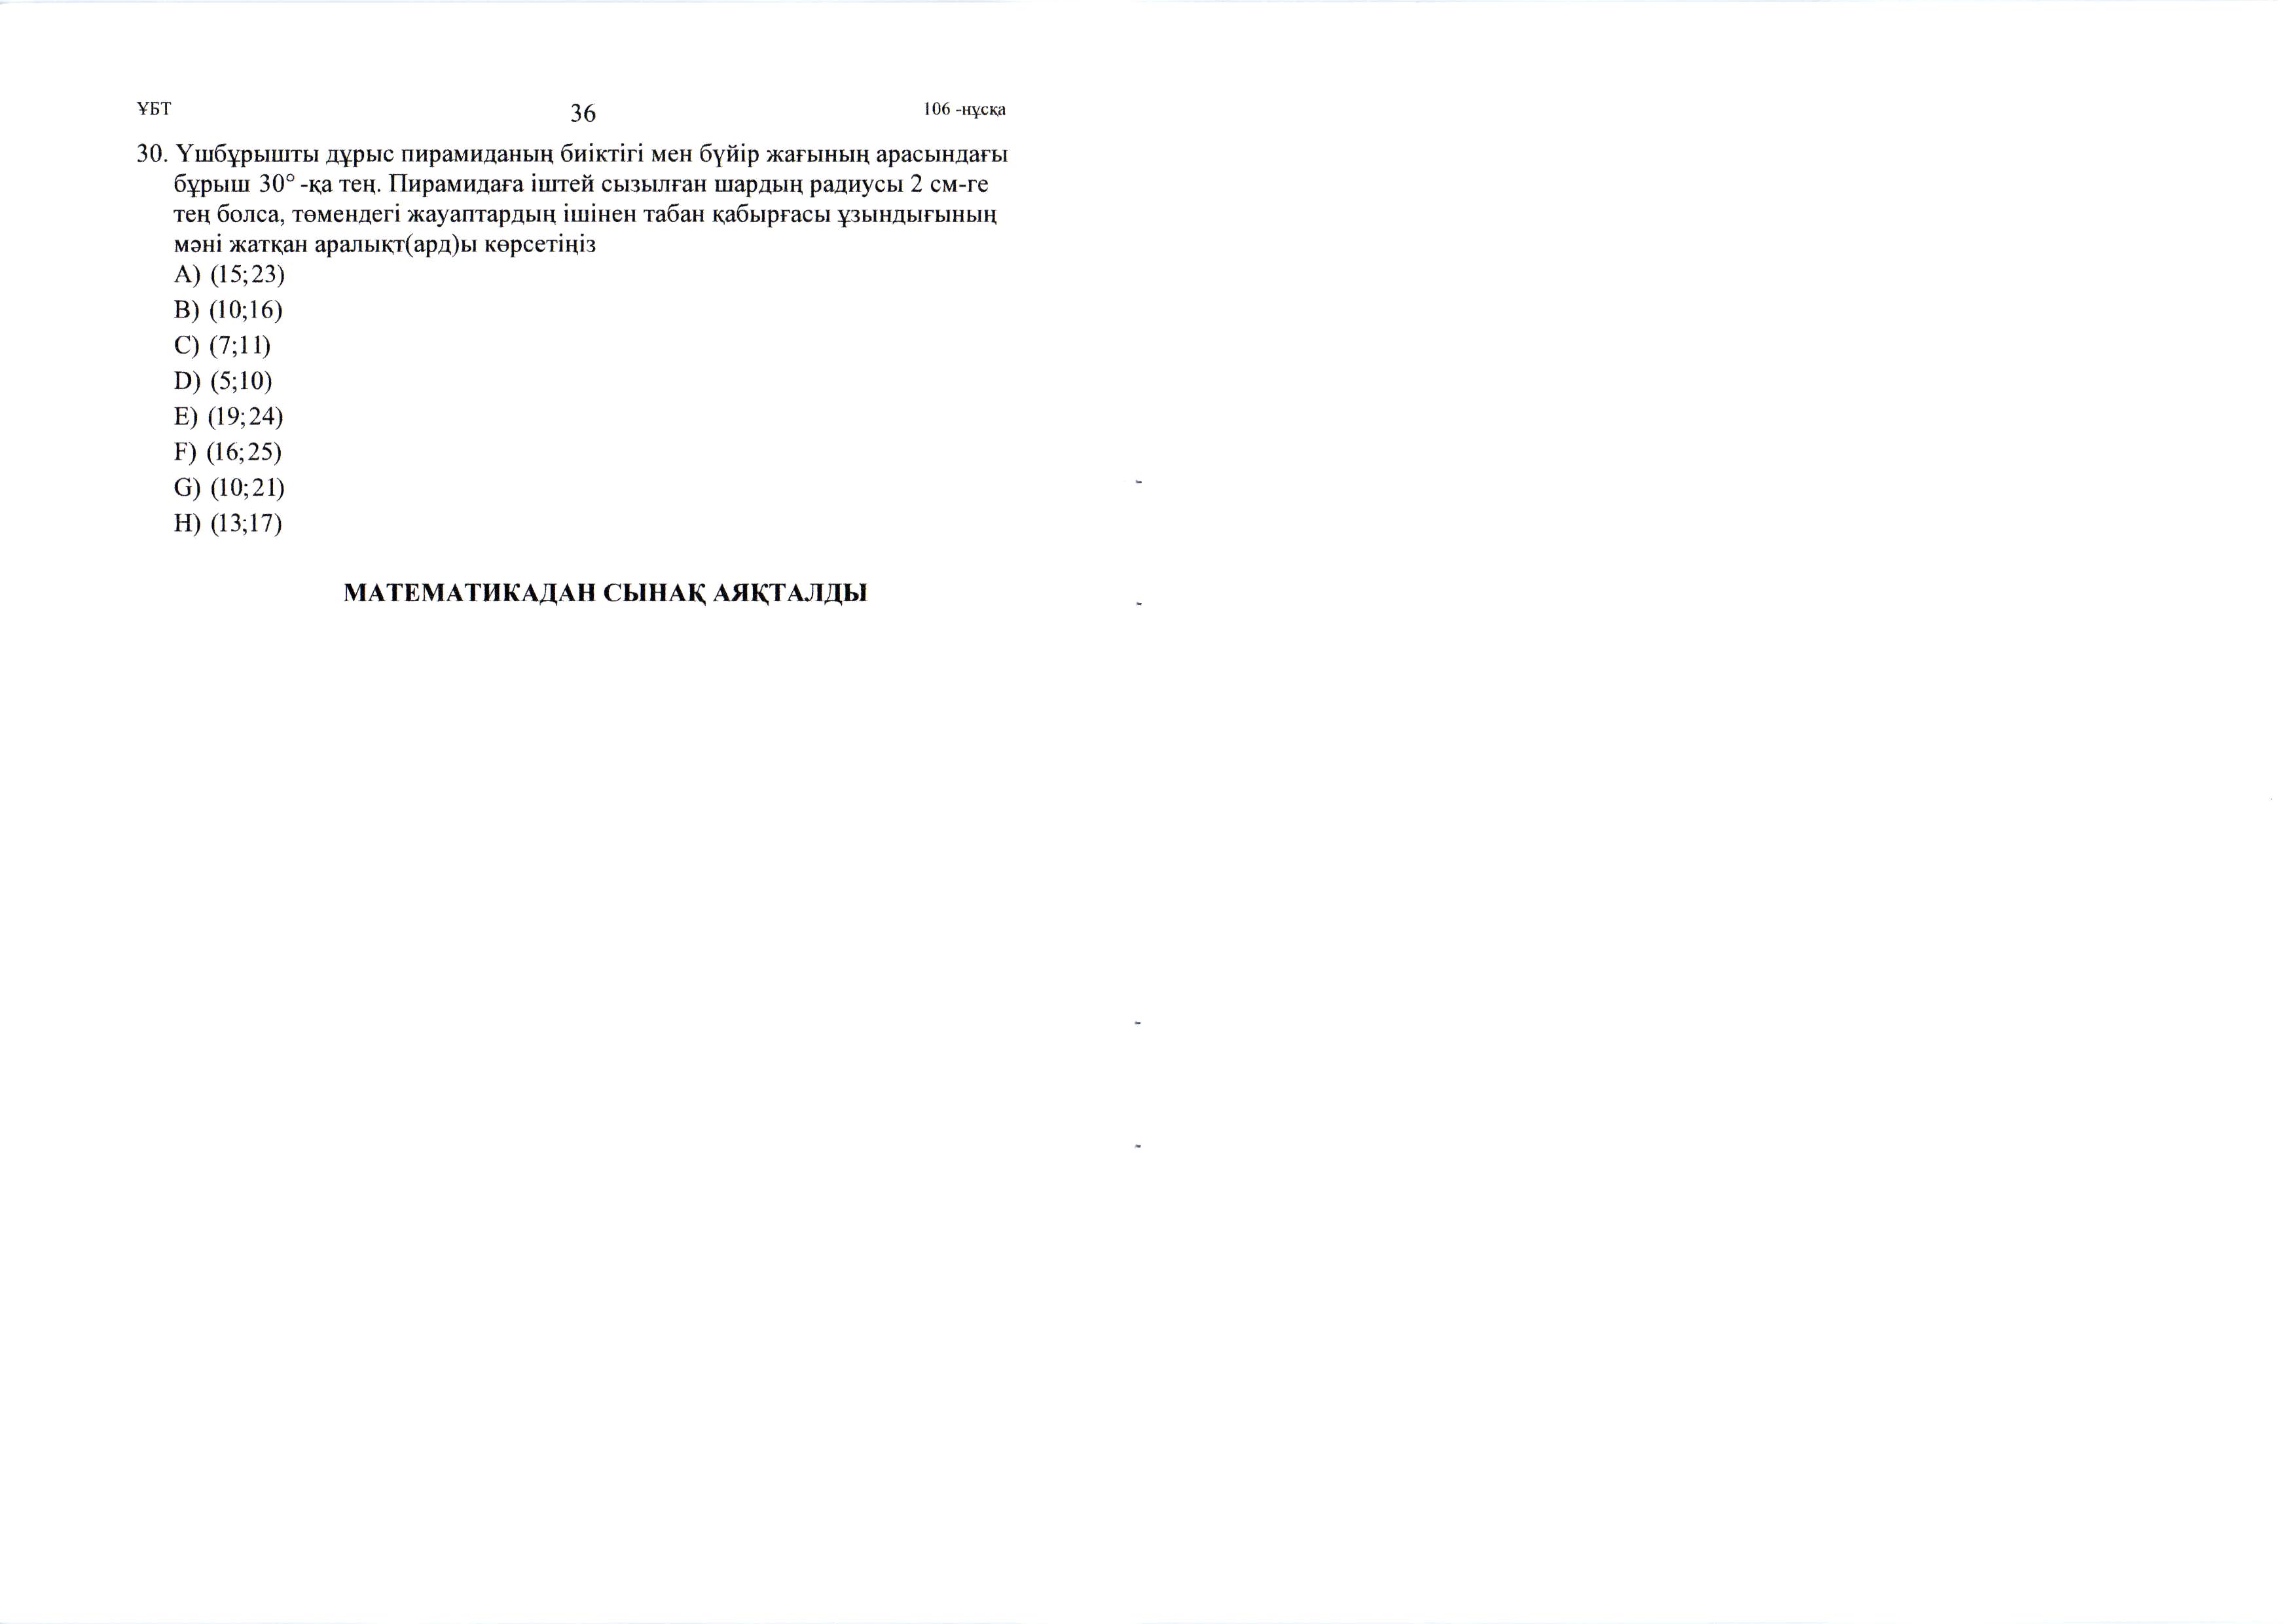 ҰБТ
36
106 -нұсқа
30. Үшбұрышты дұрыс пирамиданың биіктігі мен бүйір жағының арасындағы
бұрыш 30° -қа тең. Пирамидаға іштей сызылған шардың радиусы 2 см-ге
тең болса, төмендегі жауаптардың ішінен табан қабырғасы ұзындығының
мәні жатқан аралықт(ард)ы көрсетіңіз
A) (15;23)
B) (10;16)
C) (7;11)
D) (5;10)
E) (19;24)
F) (16;25)
G) (10;21)
H) (13;17)
МАТЕМАТИКАДАН СЫНАҚ АЯҚТАЛДЫ